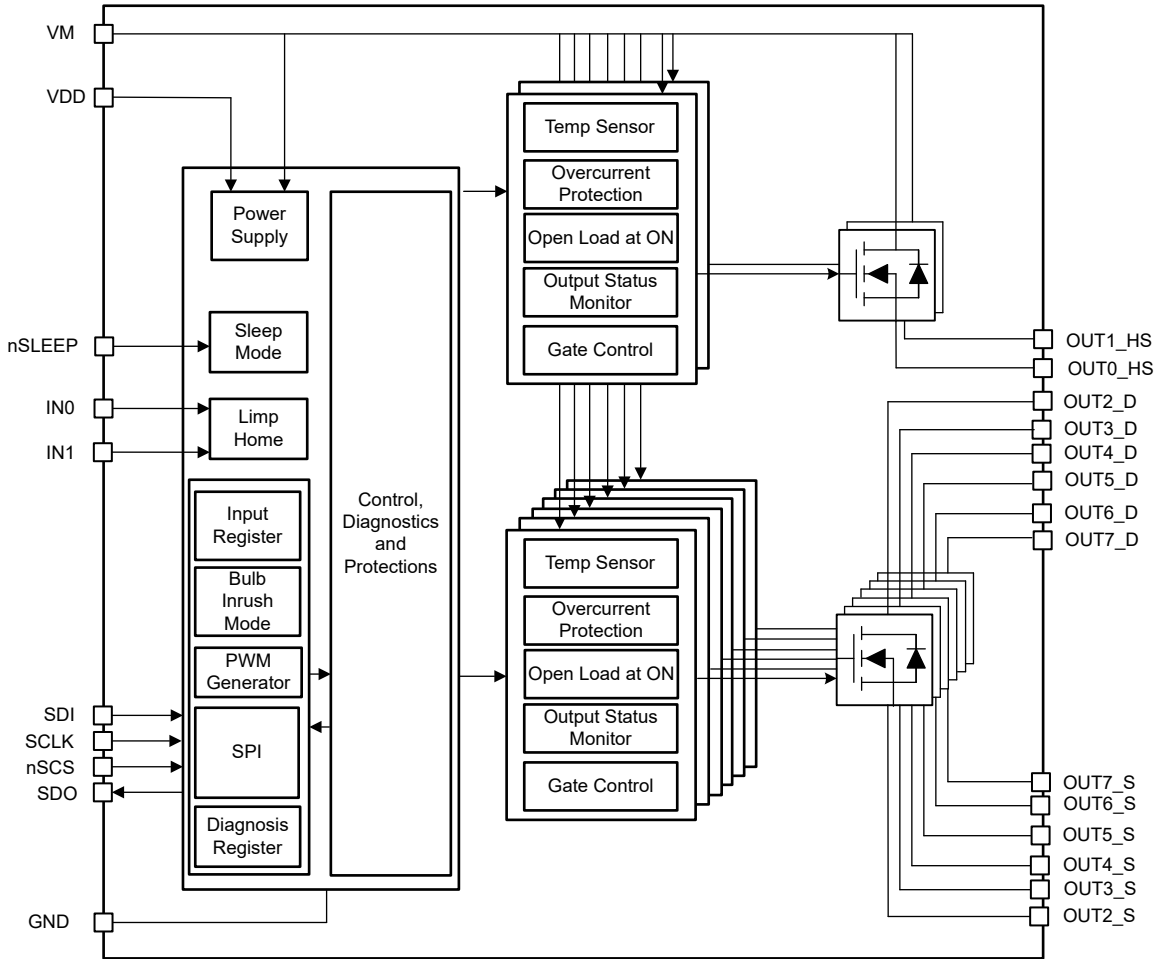 VM
VDD
nSLEEP
IN0
IN1
SDI
SCLK
nSCS
SDO
GND
Power
Supply
Sleep
Mode
Limp
Home
Input
Register
Bulb
Inrush
Mode
PWM
Generator
SPI
Diagnosis
Register
Control,
Diagnostics
and
Protections
Temp Sensor
Overcurrent
Protection
Open Load at ON
Output Status
Monitor
Gate Control
Temp Sensor
Overcurrent
Protection
Open Load at ON
Output Status
Monitor
Gate Control
OUT1_HS
OUT0_HS
OUT2_D
OUT3_D
OUT4_D
OUT5_D
OUT6_D
OUT7_D
OUT7_S
OUT6_S
OUT5_S
OUT4_S
OUT3_S
OUT2_S